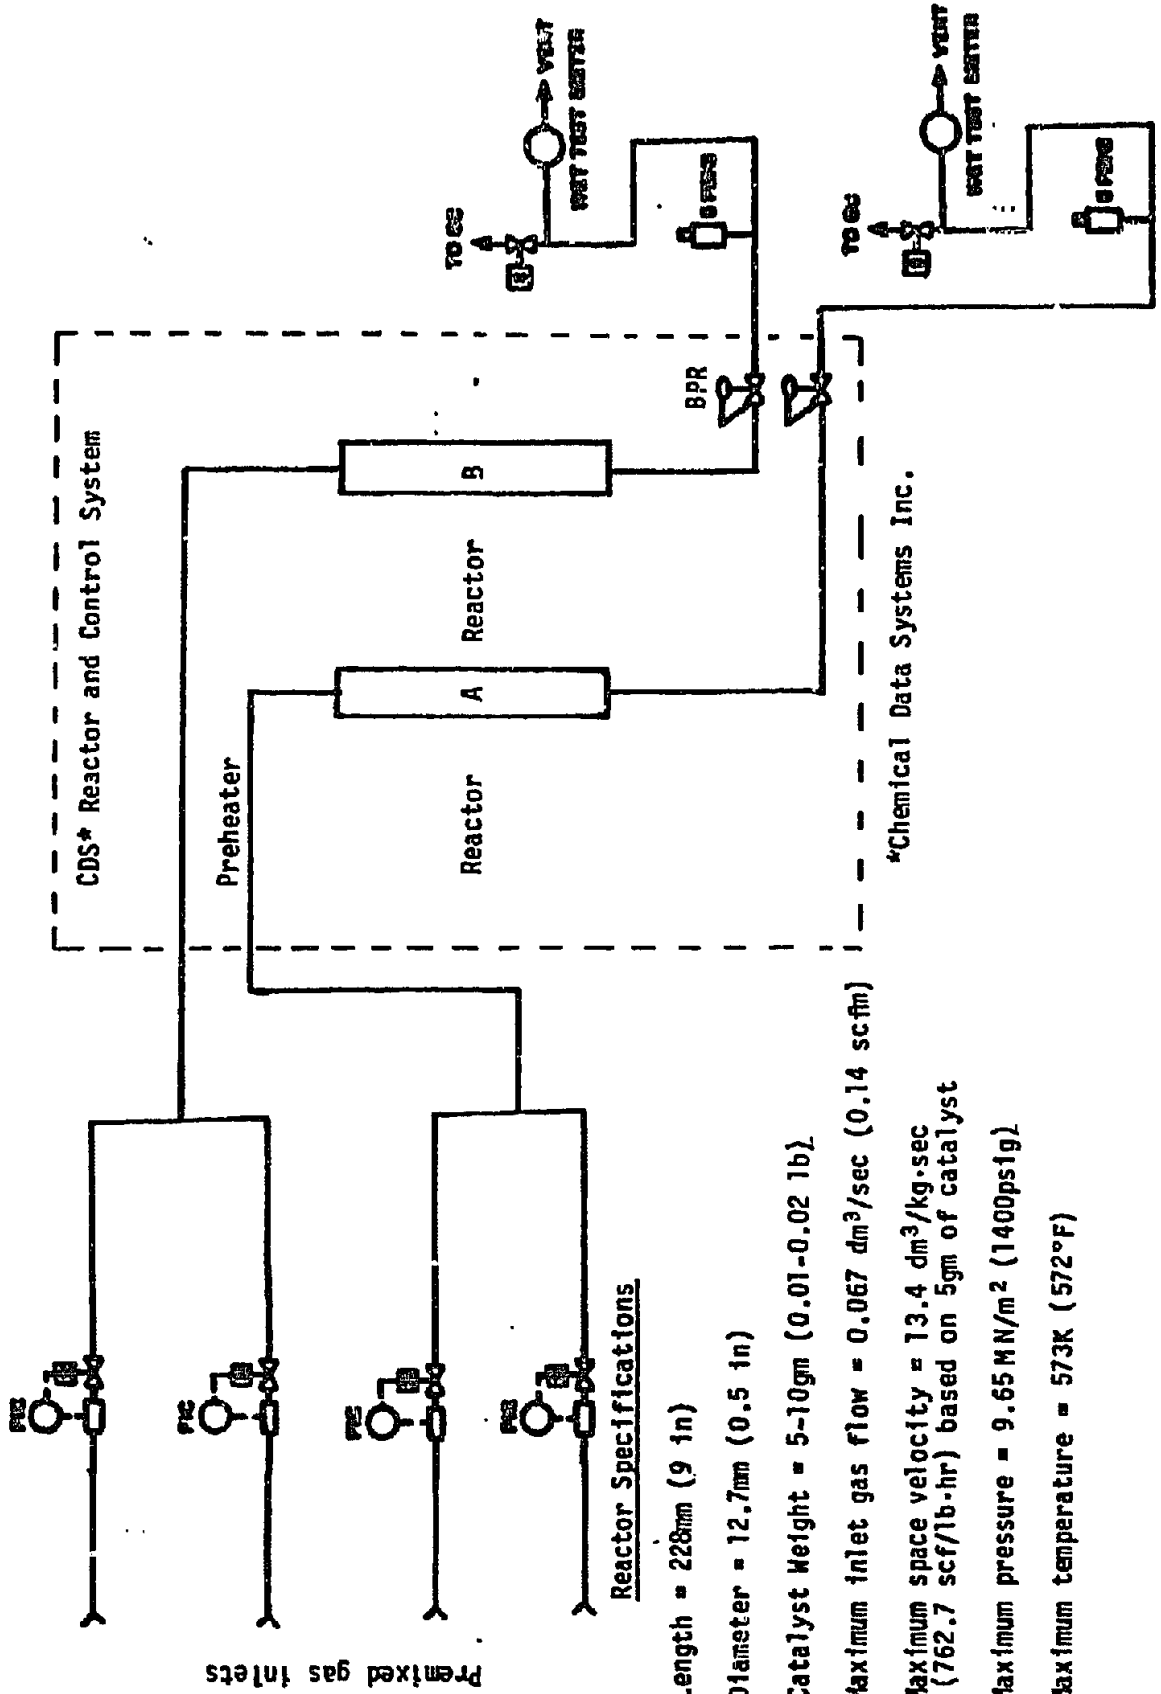 CDS* Reactor and Control System
Preheater
Reactor
A
Reactor
B
BPR
*Chemical Data Systems Inc.
TO GC
VENT
WET TEST METER
TO GC
VENT
WET TEST METER
FIC
Premixed gas inlets
Reactor Specifications
Length = 228mm (9 in)
Diameter = 12.7mm (0.5 in)
Catalyst Weight = 5-10gm (0.01-0.02 lb)
Maximum inlet gas flow = 0.067 dm³/sec (0.14 scfm)
Maximum space velocity = 13.4 dm³/kg·sec
(762.7 scf/lb·hr) based on 5gm of catalyst
Maximum pressure = 9.65MN/m² (1400psig)
Maximum temperature = 573K (572°F)